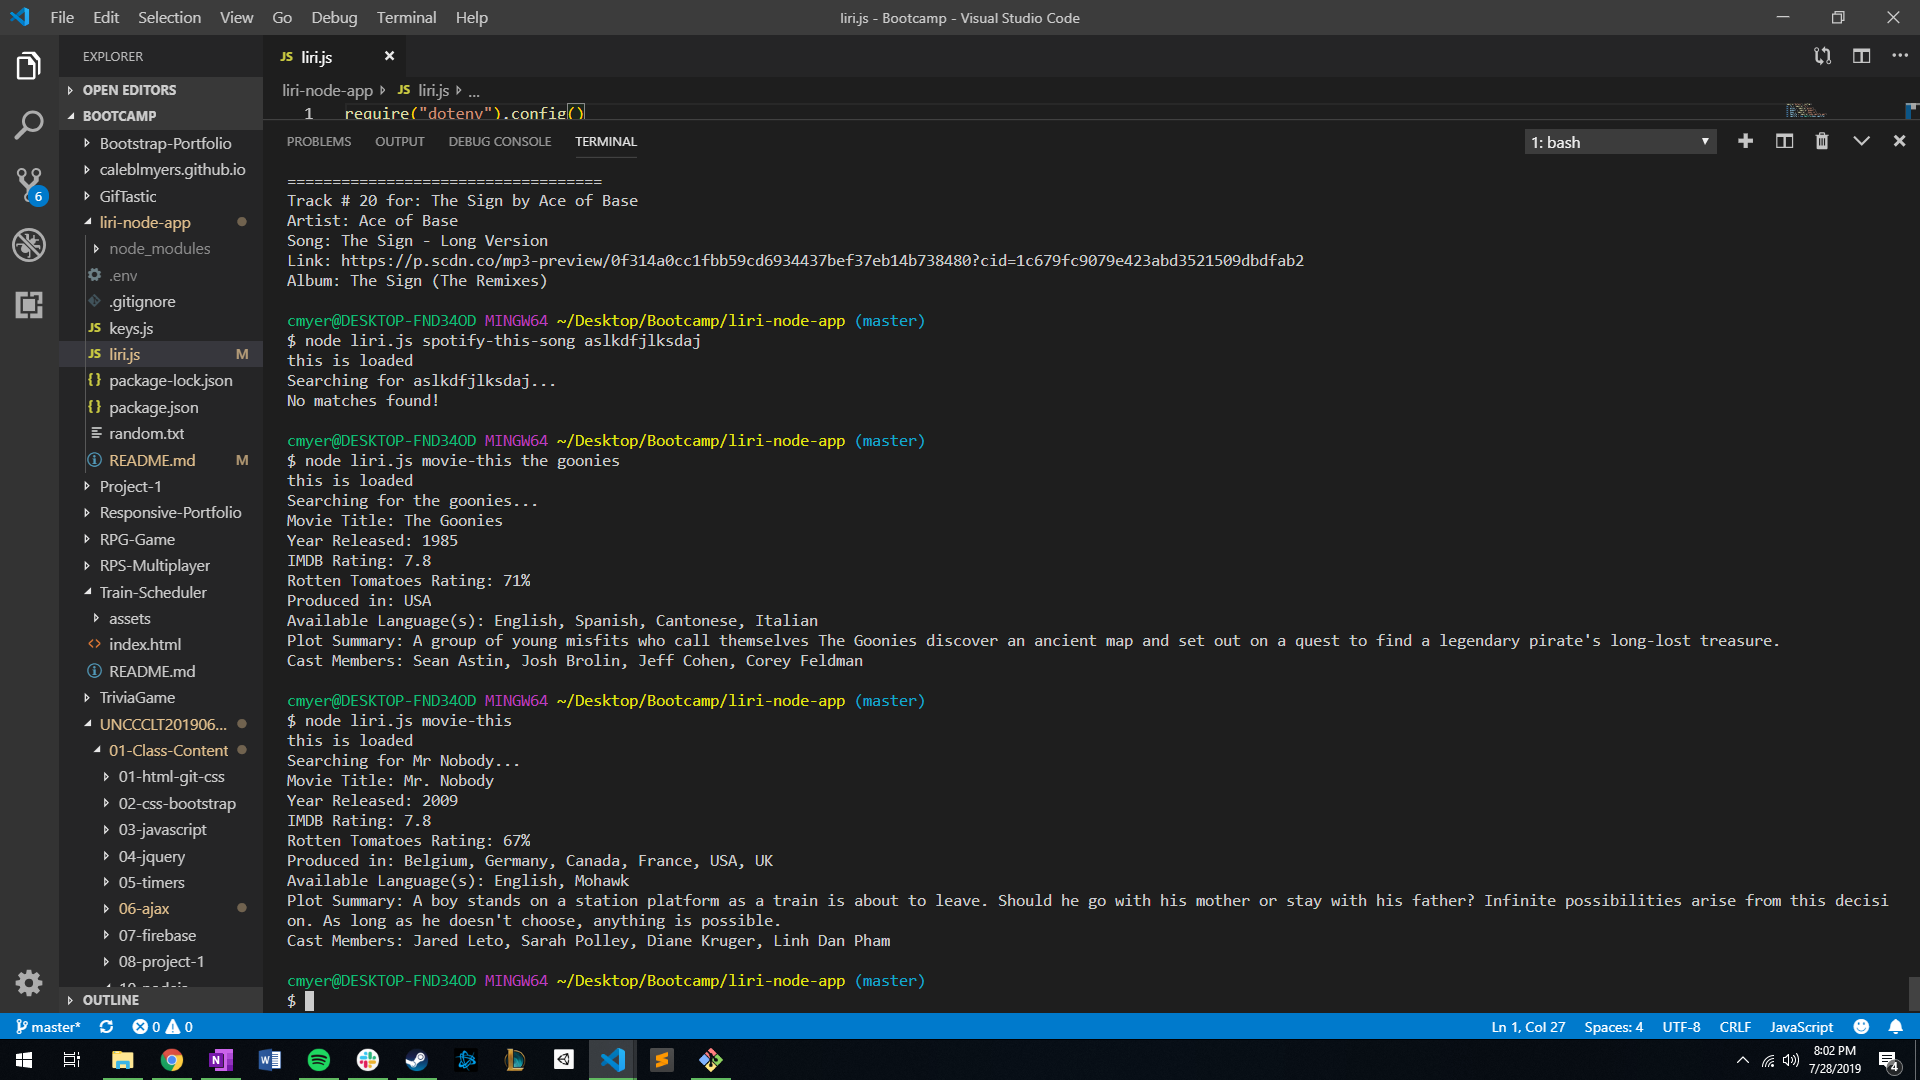 File Edit Selection View Go Debug Terminal Help
liri.js - Bootcamp - Visual Studio Code
EXPLORER
OPEN EDITORS
BOOTCAMP
Bootstrap-Portfolio
caleblmyers.github.io
GifTastic
liri-node-app
node_modules
.env
.gitignore
JS keys.js
JS liri.js M
{} package-lock.json
{} package.json
random.txt
README.md M
Project-1
Responsive-Portfolio
RPG-Game
RPS-Multiplayer
Train-Scheduler
assets
<> index.html
README.md
TriviaGame
UNCCCLT201906...
01-Class-Content
01-html-git-css
02-css-bootstrap
03-javascript
04-jquery
05-timers
06-ajax
07-firebase
08-project-1
OUTLINE
6
JS liri.js
liri-node-app JS liri.js ...
1 require("dotenv").config()
PROBLEMS OUTPUT DEBUG CONSOLE TERMINAL
1: bash
===================================
Track # 20 for: The Sign by Ace of Base
Artist: Ace of Base
Song: The Sign - Long Version
Link: https://p.scdn.co/mp3-preview/0f314a0cc1fbb59cd6934437bef37eb14b738480?cid=1c679fc9079e423abd3521509dbdfab2
Album: The Sign (The Remixes)
cmyer@DESKTOP-FND34OD MINGW64 ~/Desktop/Bootcamp/liri-node-app (master)
$ node liri.js spotify-this-song aslkdfjlksdaj
this is loaded
Searching for aslkdfjlksdaj...
No matches found!
cmyer@DESKTOP-FND34OD MINGW64 ~/Desktop/Bootcamp/liri-node-app (master)
$ node liri.js movie-this the goonies
this is loaded
Searching for the goonies...
Movie Title: The Goonies
Year Released: 1985
IMDB Rating: 7.8
Rotten Tomatoes Rating: 71%
Produced in: USA
Available Language(s): English, Spanish, Cantonese, Italian
Plot Summary: A group of young misfits who call themselves The Goonies discover an ancient map and set out on a quest to find a legendary pirate's long-lost treasure.
Cast Members: Sean Astin, Josh Brolin, Jeff Cohen, Corey Feldman
cmyer@DESKTOP-FND34OD MINGW64 ~/Desktop/Bootcamp/liri-node-app (master)
$ node liri.js movie-this
this is loaded
Searching for Mr Nobody...
Movie Title: Mr. Nobody
Year Released: 2009
IMDB Rating: 7.8
Rotten Tomatoes Rating: 67%
Produced in: Belgium, Germany, Canada, France, USA, UK
Available Language(s): English, Mohawk
Plot Summary: A boy stands on a station platform as a train is about to leave. Should he go with his mother or stay with his father? Infinite possibilities arise from this decisi
on. As long as he doesn't choose, anything is possible.
Cast Members: Jared Leto, Sarah Polley, Diane Kruger, Linh Dan Pham
cmyer@DESKTOP-FND34OD MINGW64 ~/Desktop/Bootcamp/liri-node-app (master)
$
master* 0 0
Ln 1, Col 27 Spaces: 4 UTF-8 CRLF JavaScript
8:02 PM
7/28/2019
4